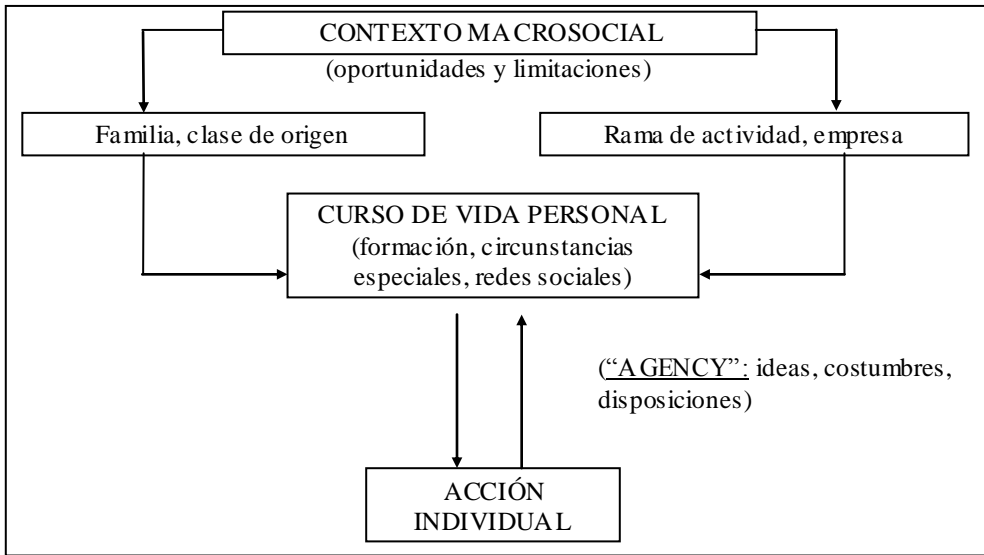 CONTEXTO MACROSOCIAL
(oportunidades y limitaciones)
Familia, clase de origen
Rama de actividad, empresa
CURSO DE VIDA PERSONAL
(formación, circunstancias
especiales, redes sociales)
(“AGENCY”: ideas, costumbres,
disposiciones)
ACCIÓN
INDIVIDUAL